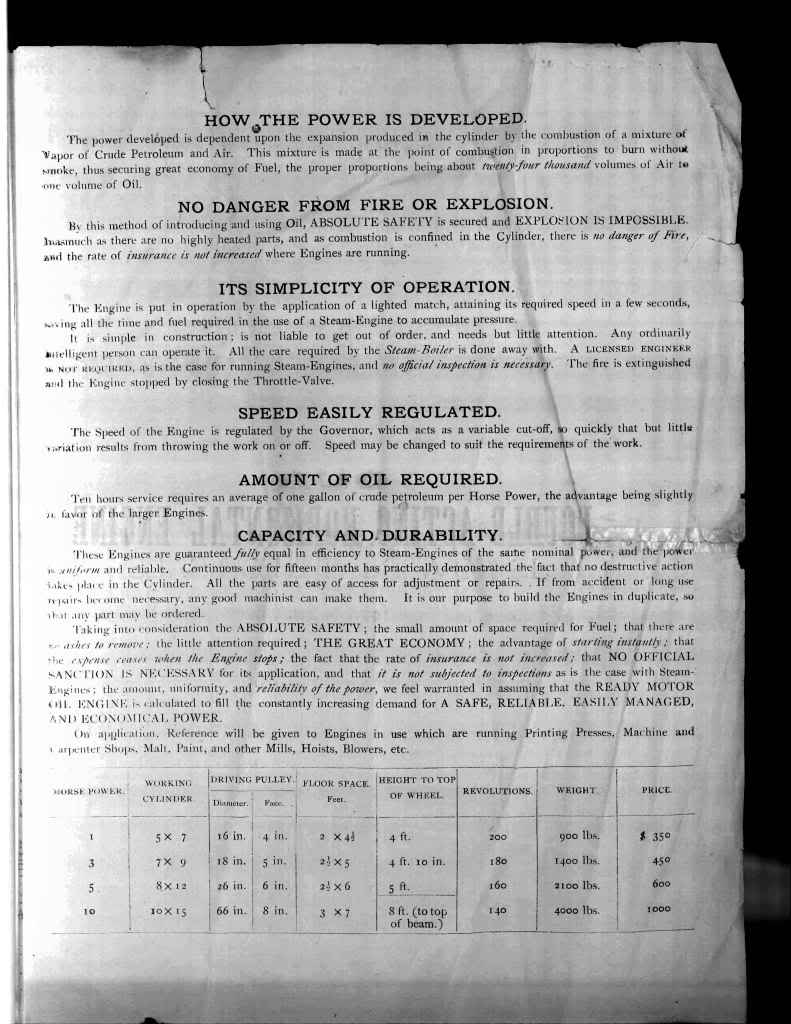 HOW THE POWER IS DEVELOPED.
The power developed is dependent upon the expansion produced in the cylinder by the combustion of a mixture of
Vapor of Crude Petroleum and Air. This mixture is made at the point of combustion in proportions to burn without
smoke, thus securing great economy of Fuel, the proper proportions being about twenty-four thousand volumes of Air to
one volume of Oil.
NO DANGER FROM FIRE OR EXPLOSION.
By this method of introducing and using Oil, ABSOLUTE SAFETY is secured and EXPLOSION IS IMPOSSIBLE.
Inasmuch as there are no highly heated parts, and as combustion is confined in the Cylinder, there is no danger of Fire,
and the rate of insurance is not increased where Engines are running.
ITS SIMPLICITY OF OPERATION.
The Engine is put in operation by the application of a lighted match, attaining its required speed in a few seconds,
saving all the time and fuel required in the use of a Steam-Engine to accumulate pressure.
It is simple in construction; is not liable to get out of order, and needs but little attention. Any ordinarily
intelligent person can operate it. All the care required by the Steam-Boiler is done away with. A LICENSED ENGINEER
IS NOT REQUIRED, as is the case for running Steam-Engines, and no official inspection is necessary. The fire is extinguished
and the Engine stopped by closing the Throttle-Valve.
SPEED EASILY REGULATED.
The Speed of the Engine is regulated by the Governor, which acts as a variable cut-off, so quickly that but little
variation results from throwing the work on or off. Speed may be changed to suit the requirements of the work.
AMOUNT OF OIL REQUIRED.
Ten hours service requires an average of one gallon of crude petroleum per Horse Power, the advantage being slightly
in favor of the larger Engines.
CAPACITY AND DURABILITY.
These Engines are guaranteed fully equal in efficiency to Steam-Engines of the same nominal power, and the power
is uniform and reliable. Continuous use for fifteen months has practically demonstrated the fact that no destructive action
takes place in the Cylinder. All the parts are easy of access for adjustment or repairs. If from accident or long use
repairs become necessary, any good machinist can make them. It is our purpose to build the Engines in duplicate, so
that any part may be ordered.
Taking into consideration the ABSOLUTE SAFETY; the small amount of space required for Fuel; that there are
no ashes to remove; the little attention required; THE GREAT ECONOMY; the advantage of starting instantly; that
the expense ceases when the Engine stops; the fact that the rate of insurance is not increased; that NO OFFICIAL
SANCTION IS NECESSARY for its application, and that it is not subjected to inspections as is the case with Steam-
Engines; the amount, uniformity, and reliability of the power, we feel warranted in assuming that the READY MOTOR
OIL ENGINE is calculated to fill the constantly increasing demand for A SAFE, RELIABLE, EASILY MANAGED,
AND ECONOMICAL POWER.
On application, Reference will be given to Engines in use which are running Printing Presses, Machine and
Carpenter Shops, Malt, Paint, and other Mills, Hoists, Blowers, etc.
HORSE POWER. WORKING CYLINDER. DRIVING PULLEY. Diameter. Face. FLOOR SPACE. Feet. HEIGHT TO TOP OF WHEEL. REVOLUTIONS. WEIGHT. PRICE.
1 5 X 7 16 in. 4 in. 2 X 4½ 4 ft. 200 900 lbs. $ 350
3 7 X 9 18 in. 5 in. 2½ X 5 4 ft. 10 in. 180 1400 lbs. 450
5 8 X 12 26 in. 6 in. 2½ X 6 5 ft. 160 2100 lbs. 600
10 10 X 15 66 in. 8 in. 3 X 7 8 ft. (to top of beam.) 140 4000 lbs. 1000